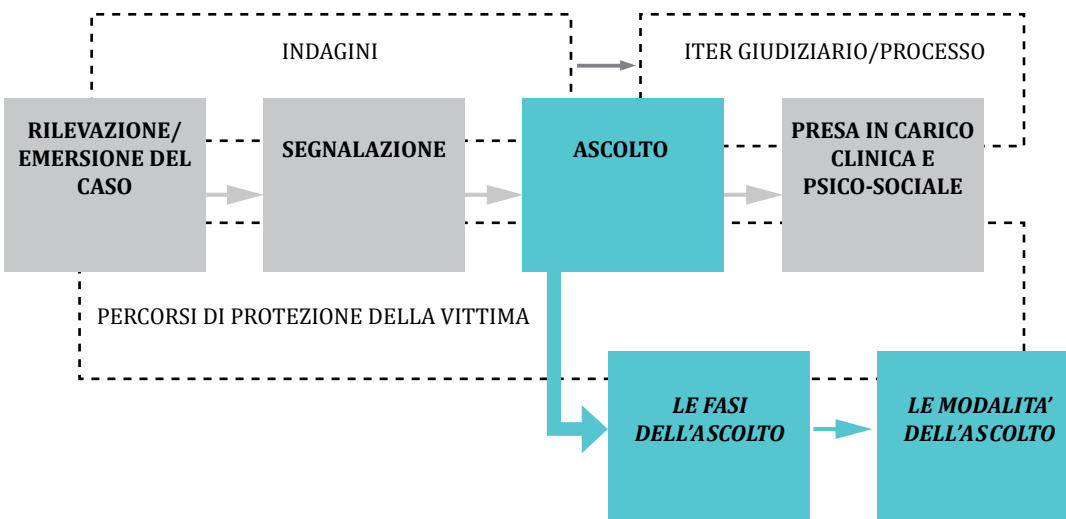 INDAGINI
ITER GIUDIZIARIO/PROCESSO
RILEVAZIONE/
EMERSIONE DEL
CASO
SEGNALAZIONE
ASCOLTO
PRESA IN CARICO
CLINICA E
PSICO-SOCIALE
PERCORSI DI PROTEZIONE DELLA VITTIMA
LE FASI
DELL'ASCOLTO
LE MODALITA'
DELL'ASCOLTO